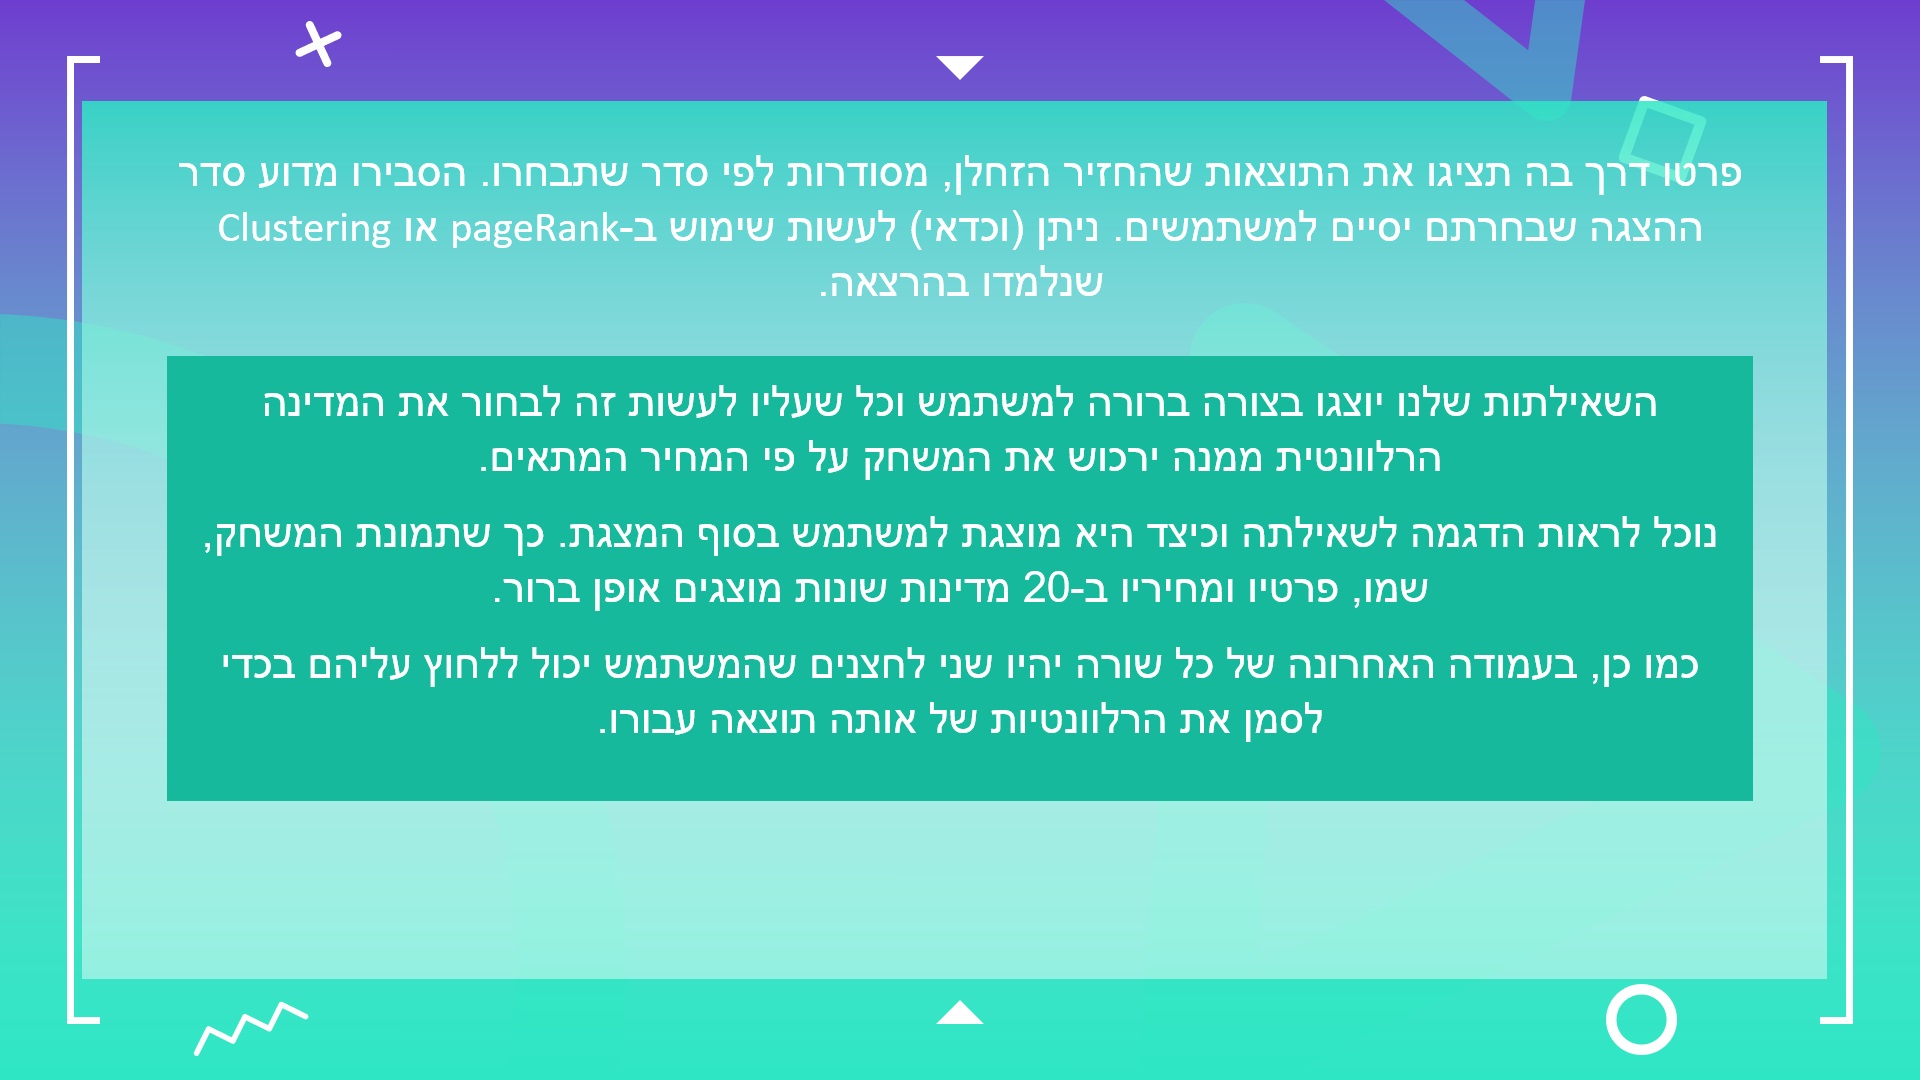 פרטו דרך בה תציגו את התוצאות שהחזיר הזחלן, מסודרות לפי סדר שתבחרו. הסבירו מדוע סדר
ההצגה שבחרתם יסיים למשתמשים. ניתן (וכדאי) לעשות שימוש ב-pageRank או Clustering
שנלמדו בהרצאה.
השאילתות שלנו יוצגו בצורה ברורה למשתמש וכל שעליו לעשות זה לבחור את המדינה
הרלוונטית ממנה ירכוש את המשחק על פי המחיר המתאים.
נוכל לראות הדגמה לשאילתה וכיצד היא מוצגת למשתמש בסוף המצגת. כך שתמונת המשחק,
שמו, פרטיו ומחיריו ב-20 מדינות שונות מוצגים אופן ברור.
כמו כן, בעמודה האחרונה של כל שורה יהיו שני לחצנים שהמשתמש יכול ללחוץ עליהם בכדי
לסמן את הרלוונטיות של אותה תוצאה עבורו.